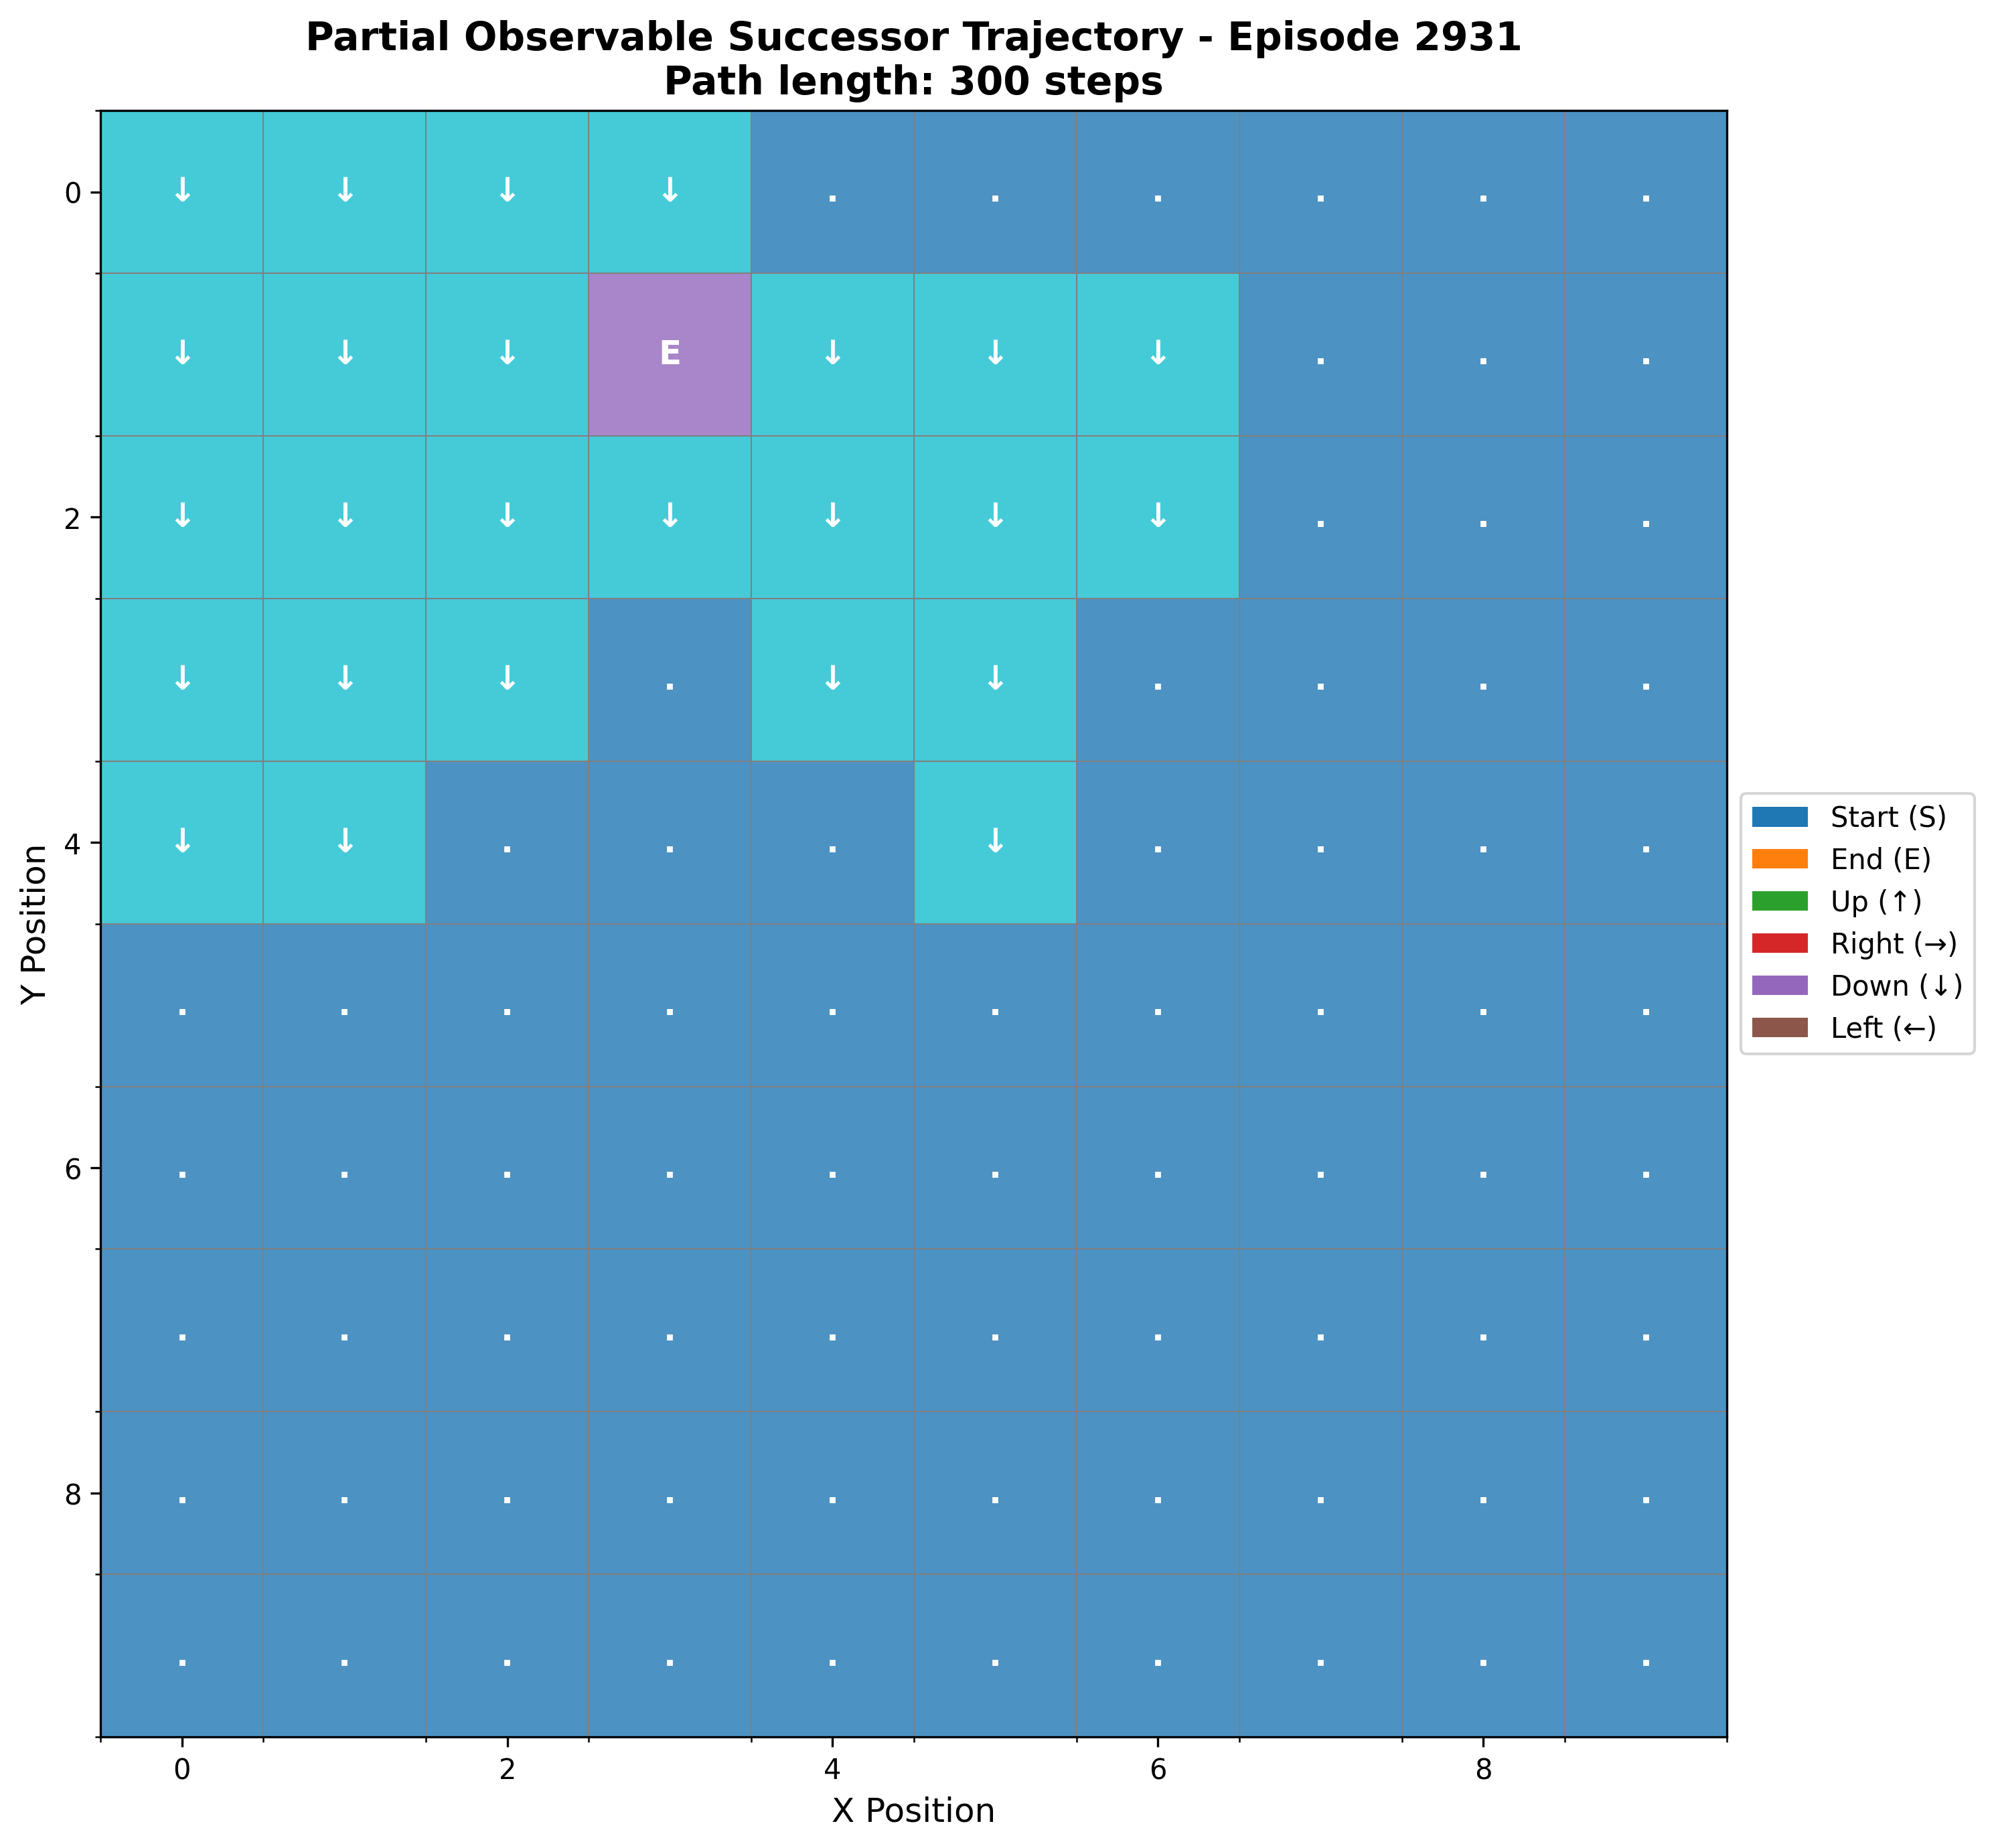 Partial Observable Successor Trajectory - Episode 2931
Path length: 300 steps
0 ↓ ↓ ↓ ↓ . . . . . .
↓ ↓ ↓ E ↓ ↓ ↓ . . .
2 ↓ ↓ ↓ ↓ ↓ ↓ ↓ . . .
↓ ↓ ↓ . ↓ ↓ . . . .
4 ↓ ↓ . . . ↓ . . . .
. . . . . . . . . .
6 . . . . . . . . . .
. . . . . . . . . .
8 . . . . . . . . . .
. . . . . . . . . .
0 2 4 6 8
X Position
Y Position
Start (S)
End (E)
Up (↑)
Right (→)
Down (↓)
Left (←)